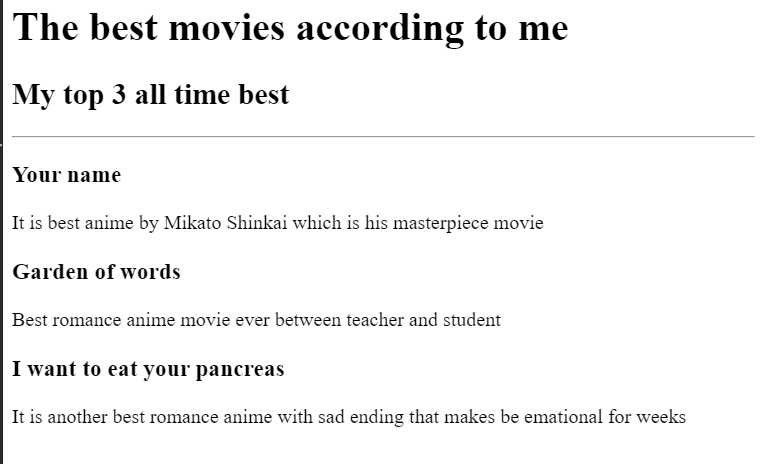 The best movies according to me
My top 3 all time best
Your name
It is best anime by Mikato Shinkai which is his masterpiece movie
Garden of words
Best romance anime movie ever between teacher and student
I want to eat your pancreas
It is another best romance anime with sad ending that makes be emational for weeks